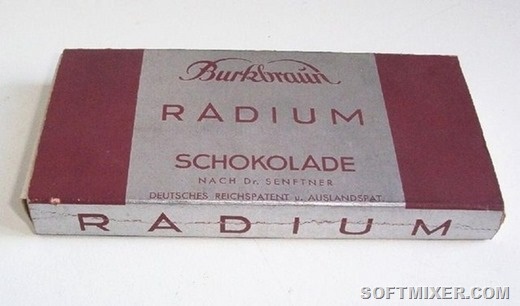 Burkbraun
RADIUM
SCHOKOLADE
NACH Dr. SENFTNER
DEUTSCHES REICHSPATENT u. AUSLANDSPAT.
RADIUM
SOFTMIXER.COM